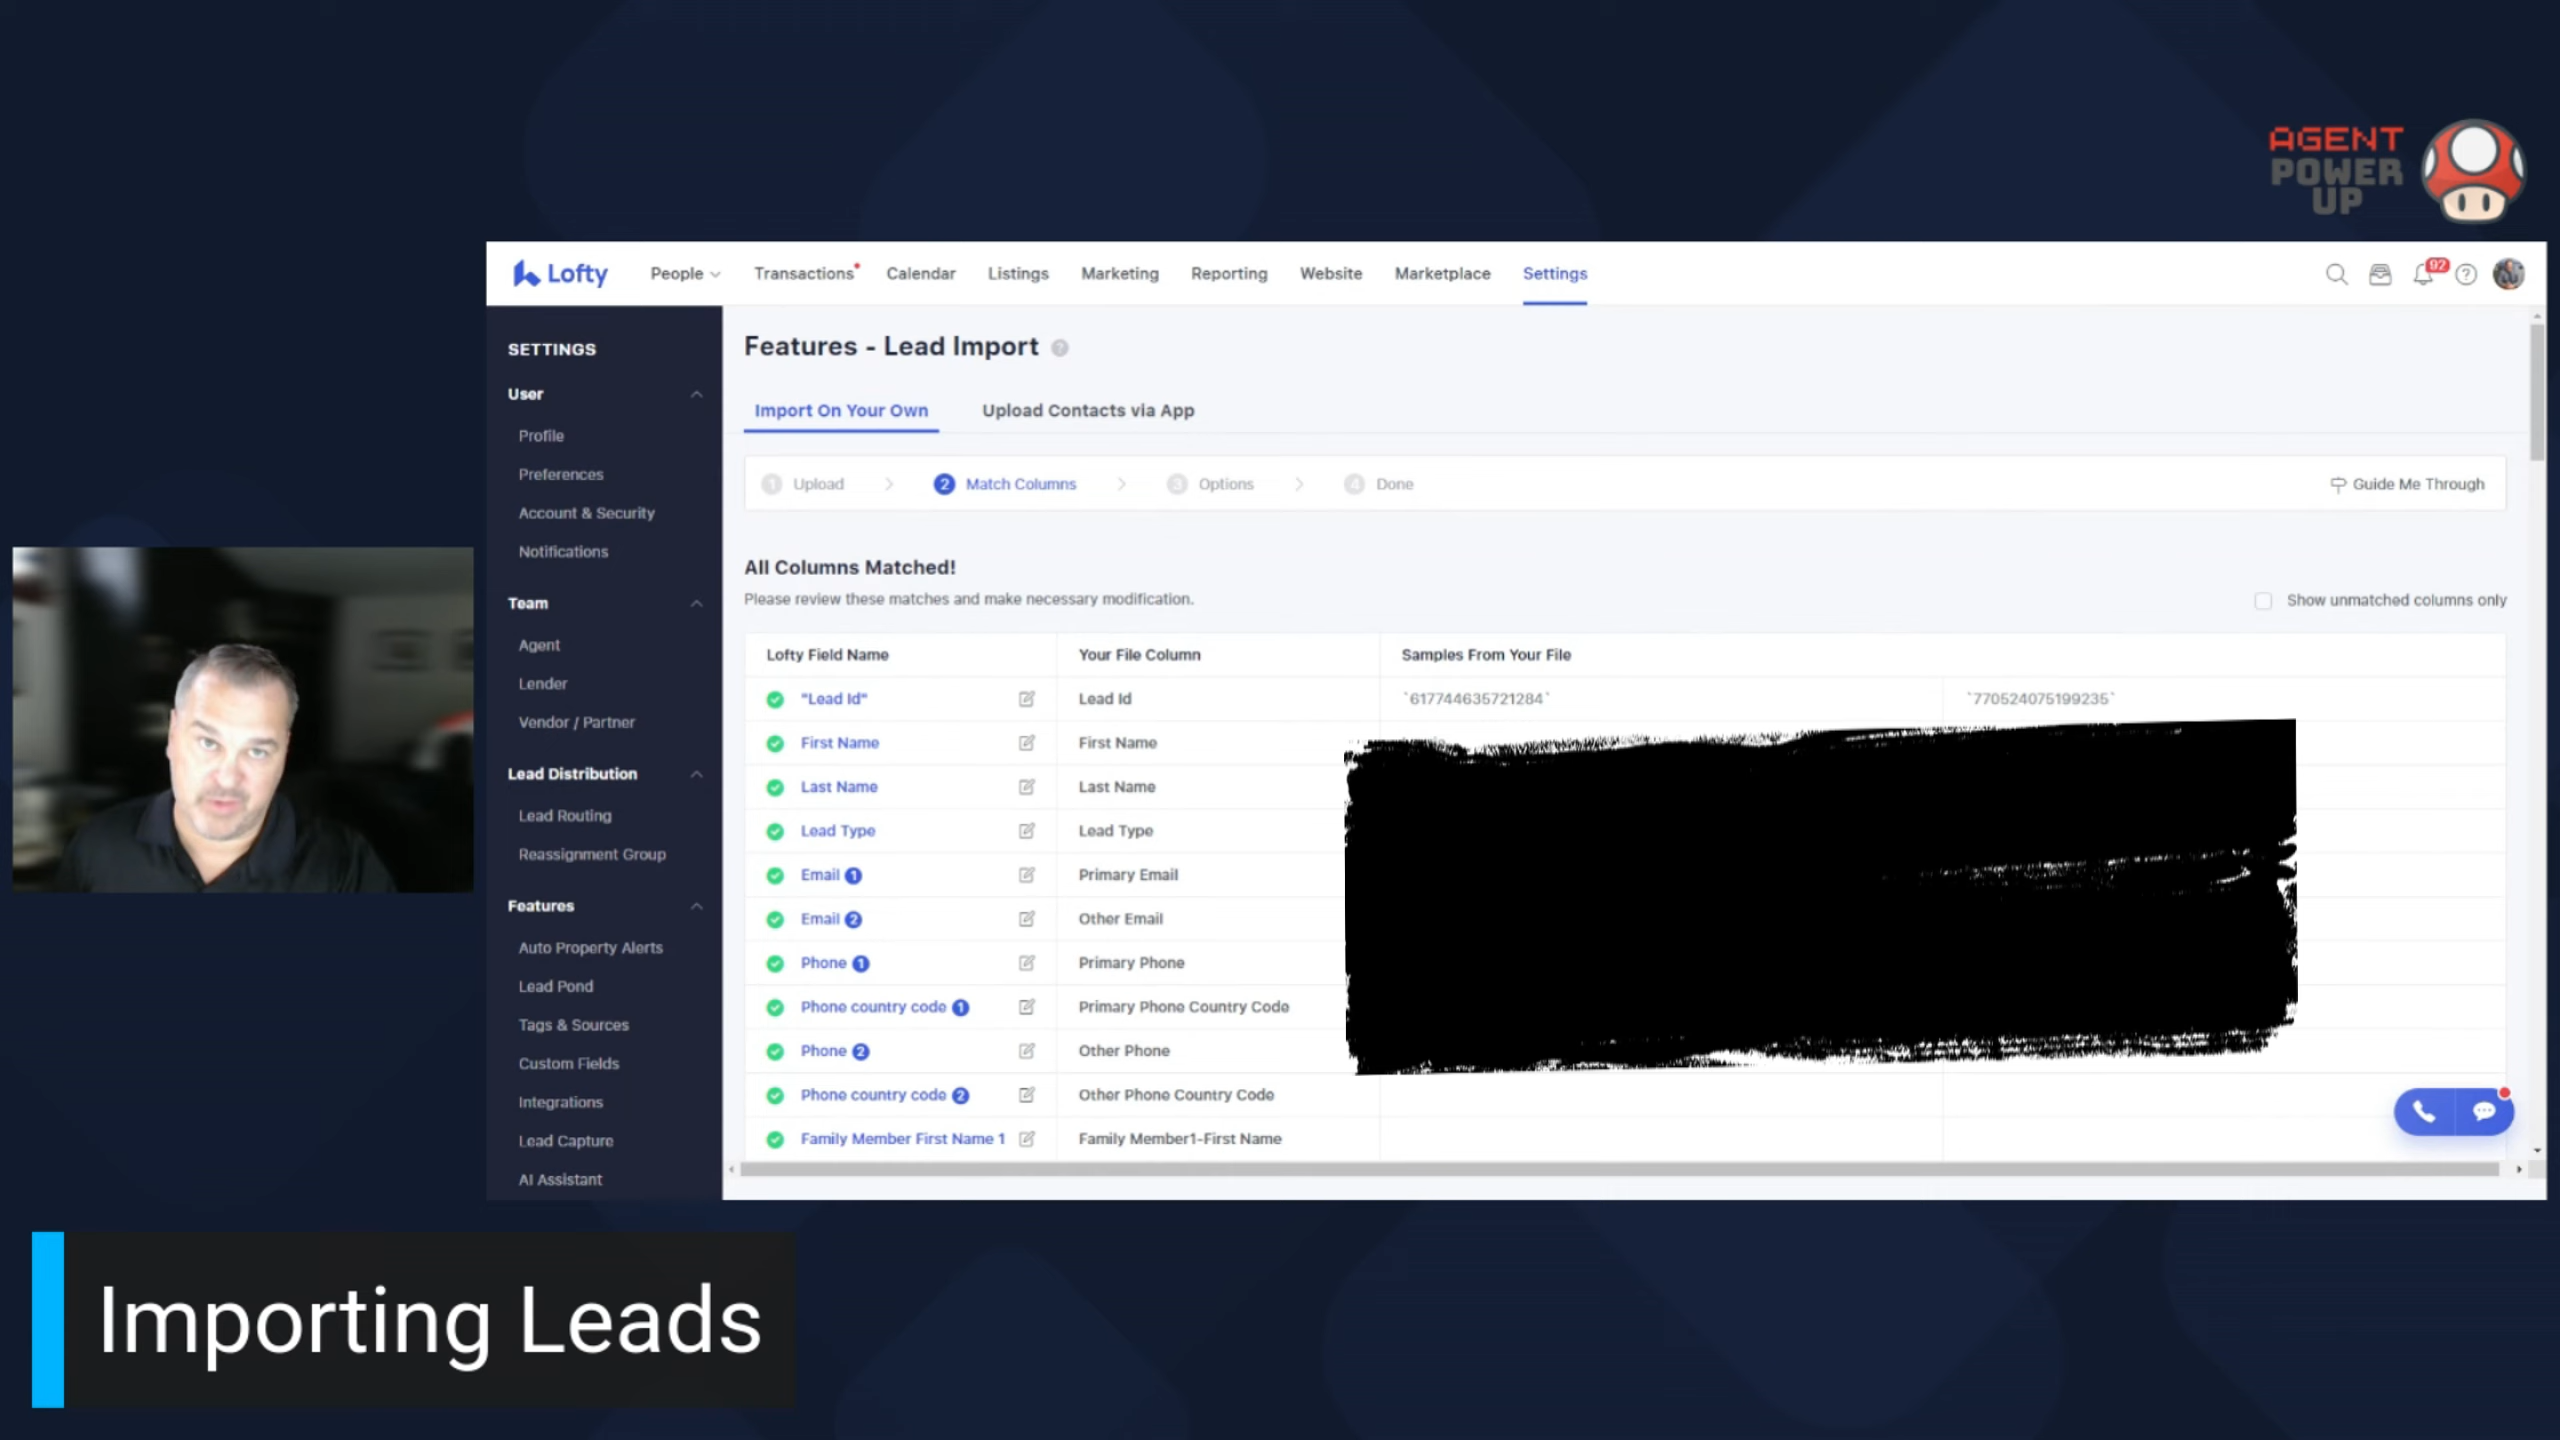 AGENT
POWER
UP
Lofty People Transactions Calendar Listings Marketing Reporting Website Marketplace Settings 92
SETTINGS
User
Profile
Preferences
Account & Security
Notifications
Team
Agent
Lender
Vendor / Partner
Lead Distribution
Lead Routing
Reassignment Group
Features
Auto Property Alerts
Lead Pond
Tags & Sources
Custom Fields
Integrations
Lead Capture
AI Assistant
Features - Lead Import
Import On Your Own Upload Contacts via App
1 Upload 2 Match Columns 3 Options 4 Done Guide Me Through
All Columns Matched!
Please review these matches and make necessary modification. Show unmatched columns only
Lofty Field Name Your File Column Samples From Your File
"Lead Id" Lead Id `617744635721284` `770524075199235`
First Name First Name
Last Name Last Name
Lead Type Lead Type
Email 1 Primary Email
Email 2 Other Email
Phone 1 Primary Phone
Phone country code 1 Primary Phone Country Code
Phone 2 Other Phone
Phone country code 2 Other Phone Country Code
Family Member First Name 1 Family Member1-First Name
Importing Leads